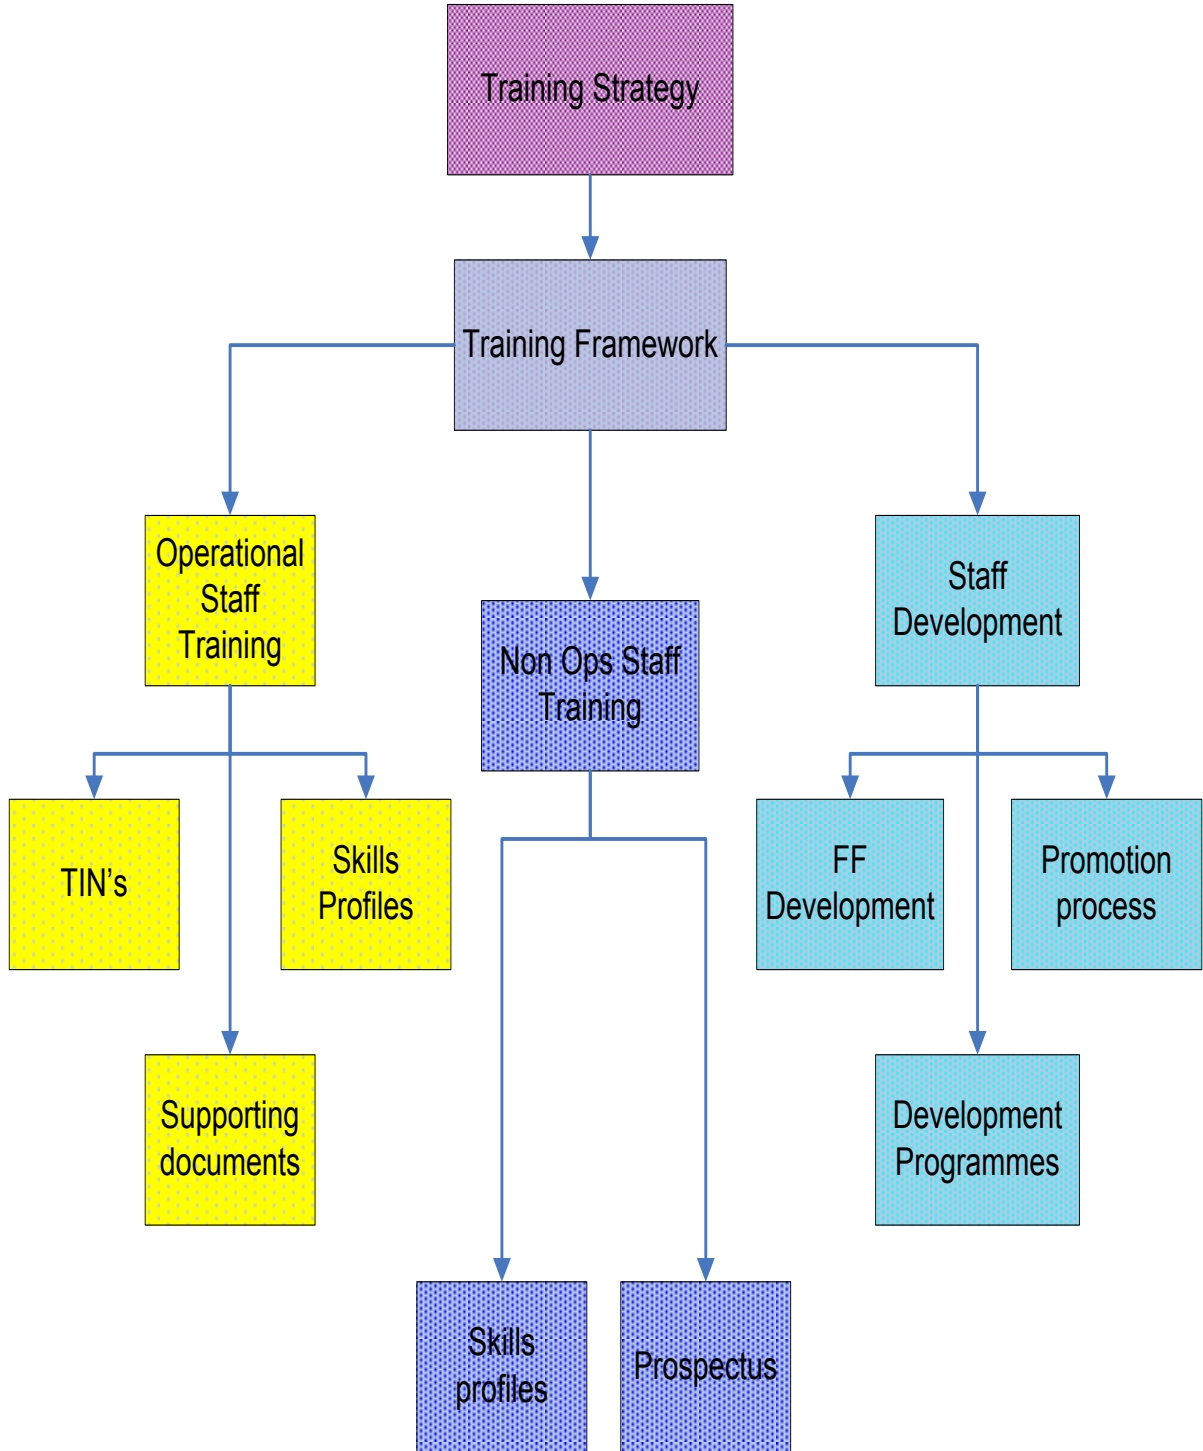 Training Strategy
Training Framework
Operational
Staff
Training
Non Ops Staff
Training
Staff
Development
TIN’s
Skills
Profiles
FF
Development
Promotion
process
Supporting
documents
Development
Programmes
Skills
profiles
Prospectus